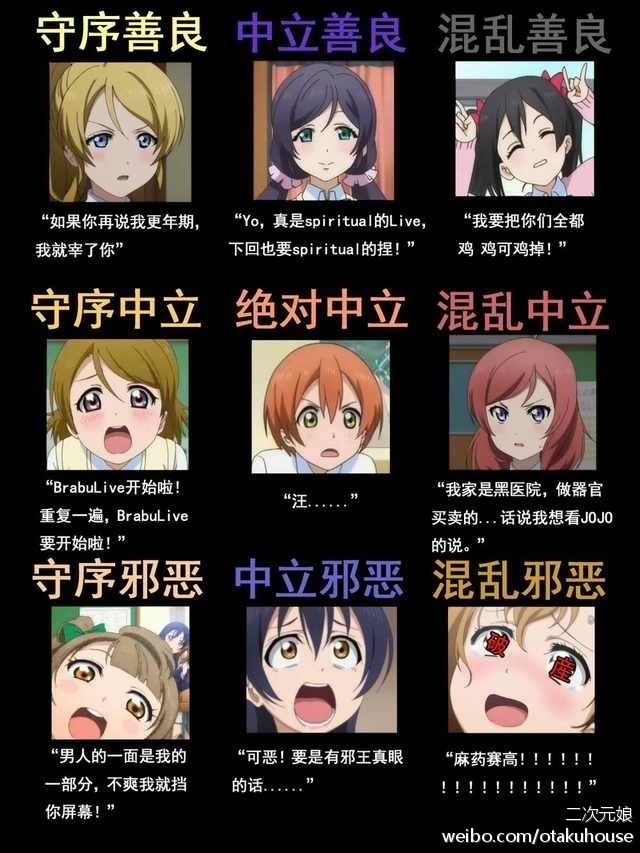 守序善良
中立善良
混乱善良
“如果你再说我更年期，
我就宰了你”
“Yo，真是spiritual的Live，
下回也要spiritual的捏！”
“我要把你们全都
鸡 鸡可鸡掉！”
守序中立
绝对中立
混乱中立
“BrabuLive开始啦！
重复一遍，BrabuLive
要开始啦！”
“汪......”
“我家是黑医院，做器官
买卖的...话说我想看JOJO
的说。”
守序邪恶
中立邪恶
混乱邪恶
破
産
“男人的一面是我的
一部分，不爽我就挡
你屏幕！”
“可恶！要是有邪王真眼
的话......”
“麻药赛高！！！！！！
！！！！！！！！！！！”
二次元娘
weibo.com/otakuhouse